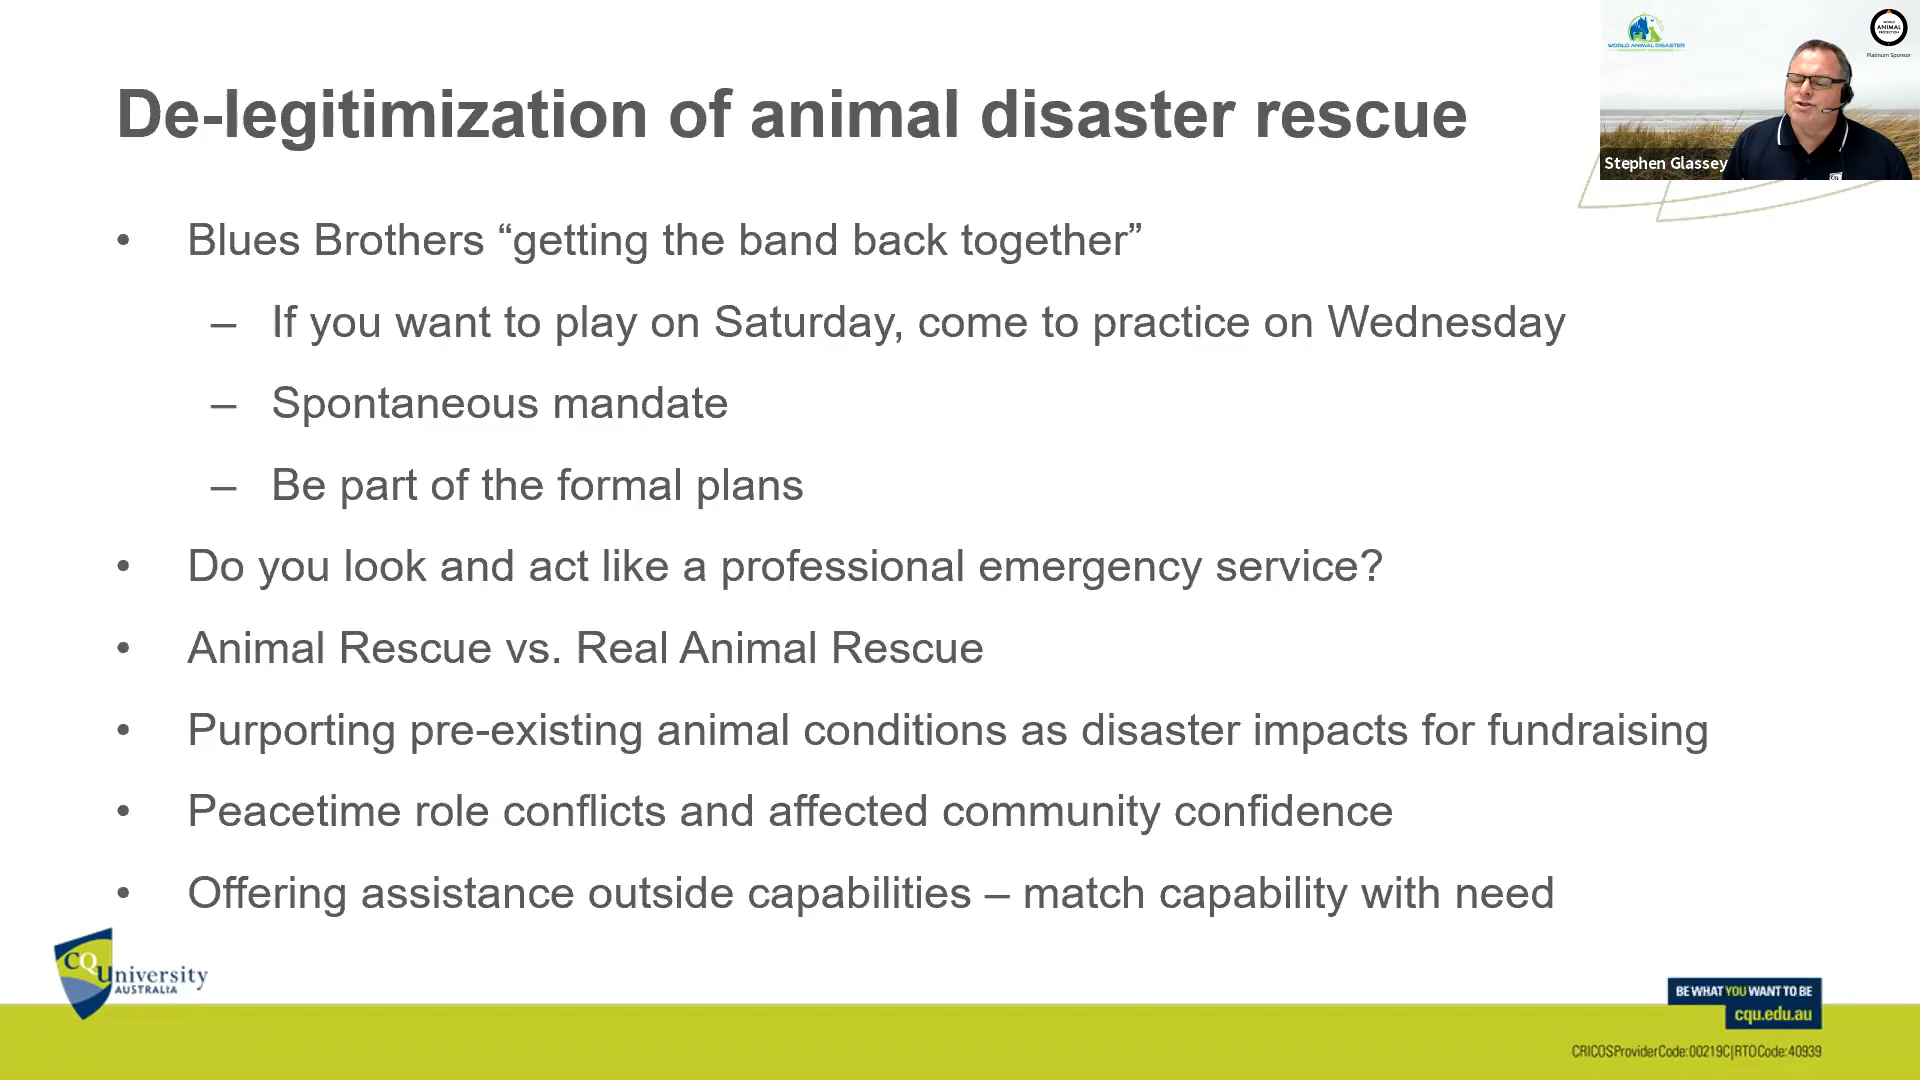 De-legitimization of animal disaster rescue
WORLD ANIMAL DISASTER
WORLD
ANIMAL
PROTECTION
Platinum Sponsor
Stephen Glassey
• Blues Brothers “getting the band back together”
– If you want to play on Saturday, come to practice on Wednesday
– Spontaneous mandate
– Be part of the formal plans
• Do you look and act like a professional emergency service?
• Animal Rescue vs. Real Animal Rescue
• Purporting pre-existing animal conditions as disaster impacts for fundraising
• Peacetime role conflicts and affected community confidence
• Offering assistance outside capabilities – match capability with need
CQUniversity
AUSTRALIA
BE WHAT YOU WANT TO BE
cqu.edu.au
CRICOS Provider Code: 00219C | RTO Code: 40939